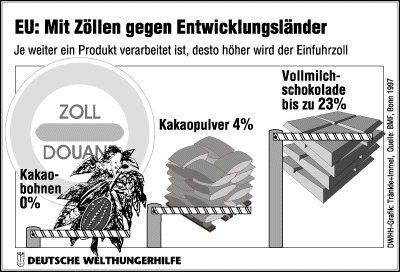 EU: Mit Zöllen gegen Entwicklungsländer
Je weiter ein Produkt verarbeitet ist, desto höher wird der Einfuhrzoll
ZOLL
DOUANE
Kakao-
bohnen
0%
Kakaopulver 4%
Vollmilch-
schokolade
bis zu 23%
DWHH-Grafik: Tränkle+Immel, Quelle: BMF, Bonn 1997
DEUTSCHE WELTHUNGERHILFE